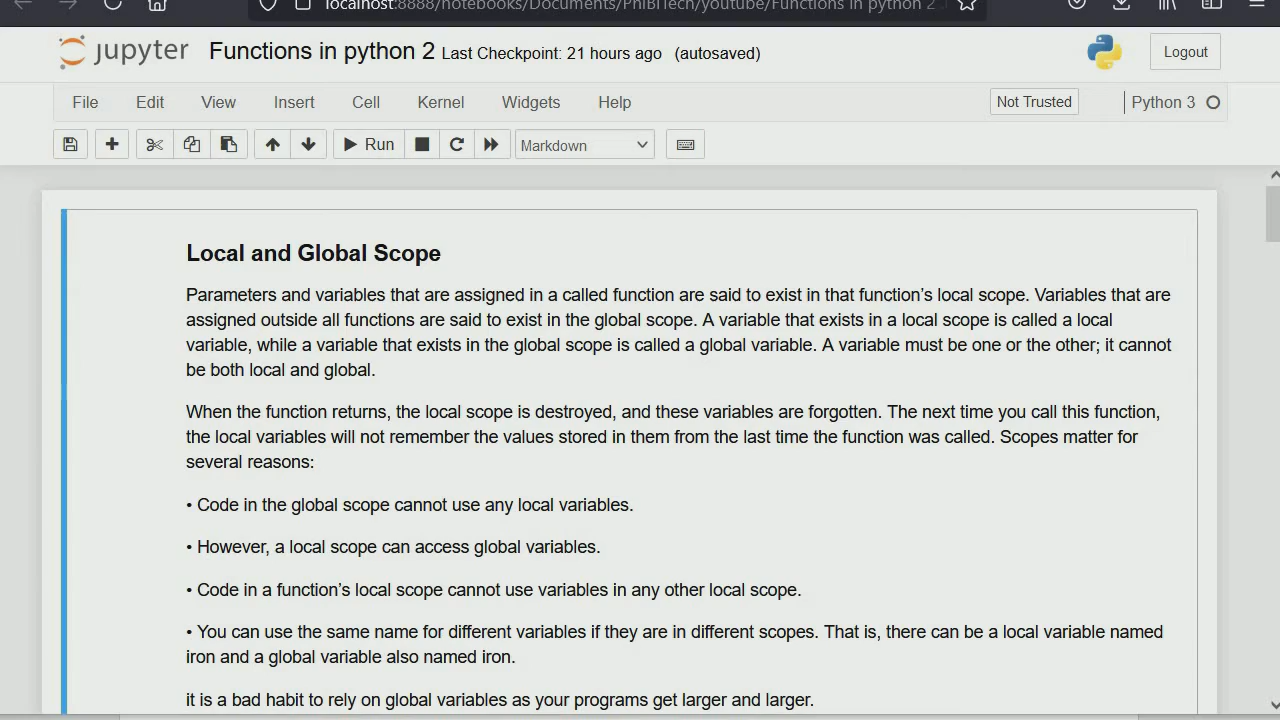 localhost:8888/notebooks/Documents/PhiBiTech/youtube/Functions in python 2
jupyter Functions in python 2 Last Checkpoint: 21 hours ago (autosaved)
Logout
File Edit View Insert Cell Kernel Widgets Help
Not Trusted
Python 3
Run
Markdown
Local and Global Scope
Parameters and variables that are assigned in a called function are said to exist in that function’s local scope. Variables that are
assigned outside all functions are said to exist in the global scope. A variable that exists in a local scope is called a local
variable, while a variable that exists in the global scope is called a global variable. A variable must be one or the other; it cannot
be both local and global.
When the function returns, the local scope is destroyed, and these variables are forgotten. The next time you call this function,
the local variables will not remember the values stored in them from the last time the function was called. Scopes matter for
several reasons:
• Code in the global scope cannot use any local variables.
• However, a local scope can access global variables.
• Code in a function’s local scope cannot use variables in any other local scope.
• You can use the same name for different variables if they are in different scopes. That is, there can be a local variable named
iron and a global variable also named iron.
it is a bad habit to rely on global variables as your programs get larger and larger.